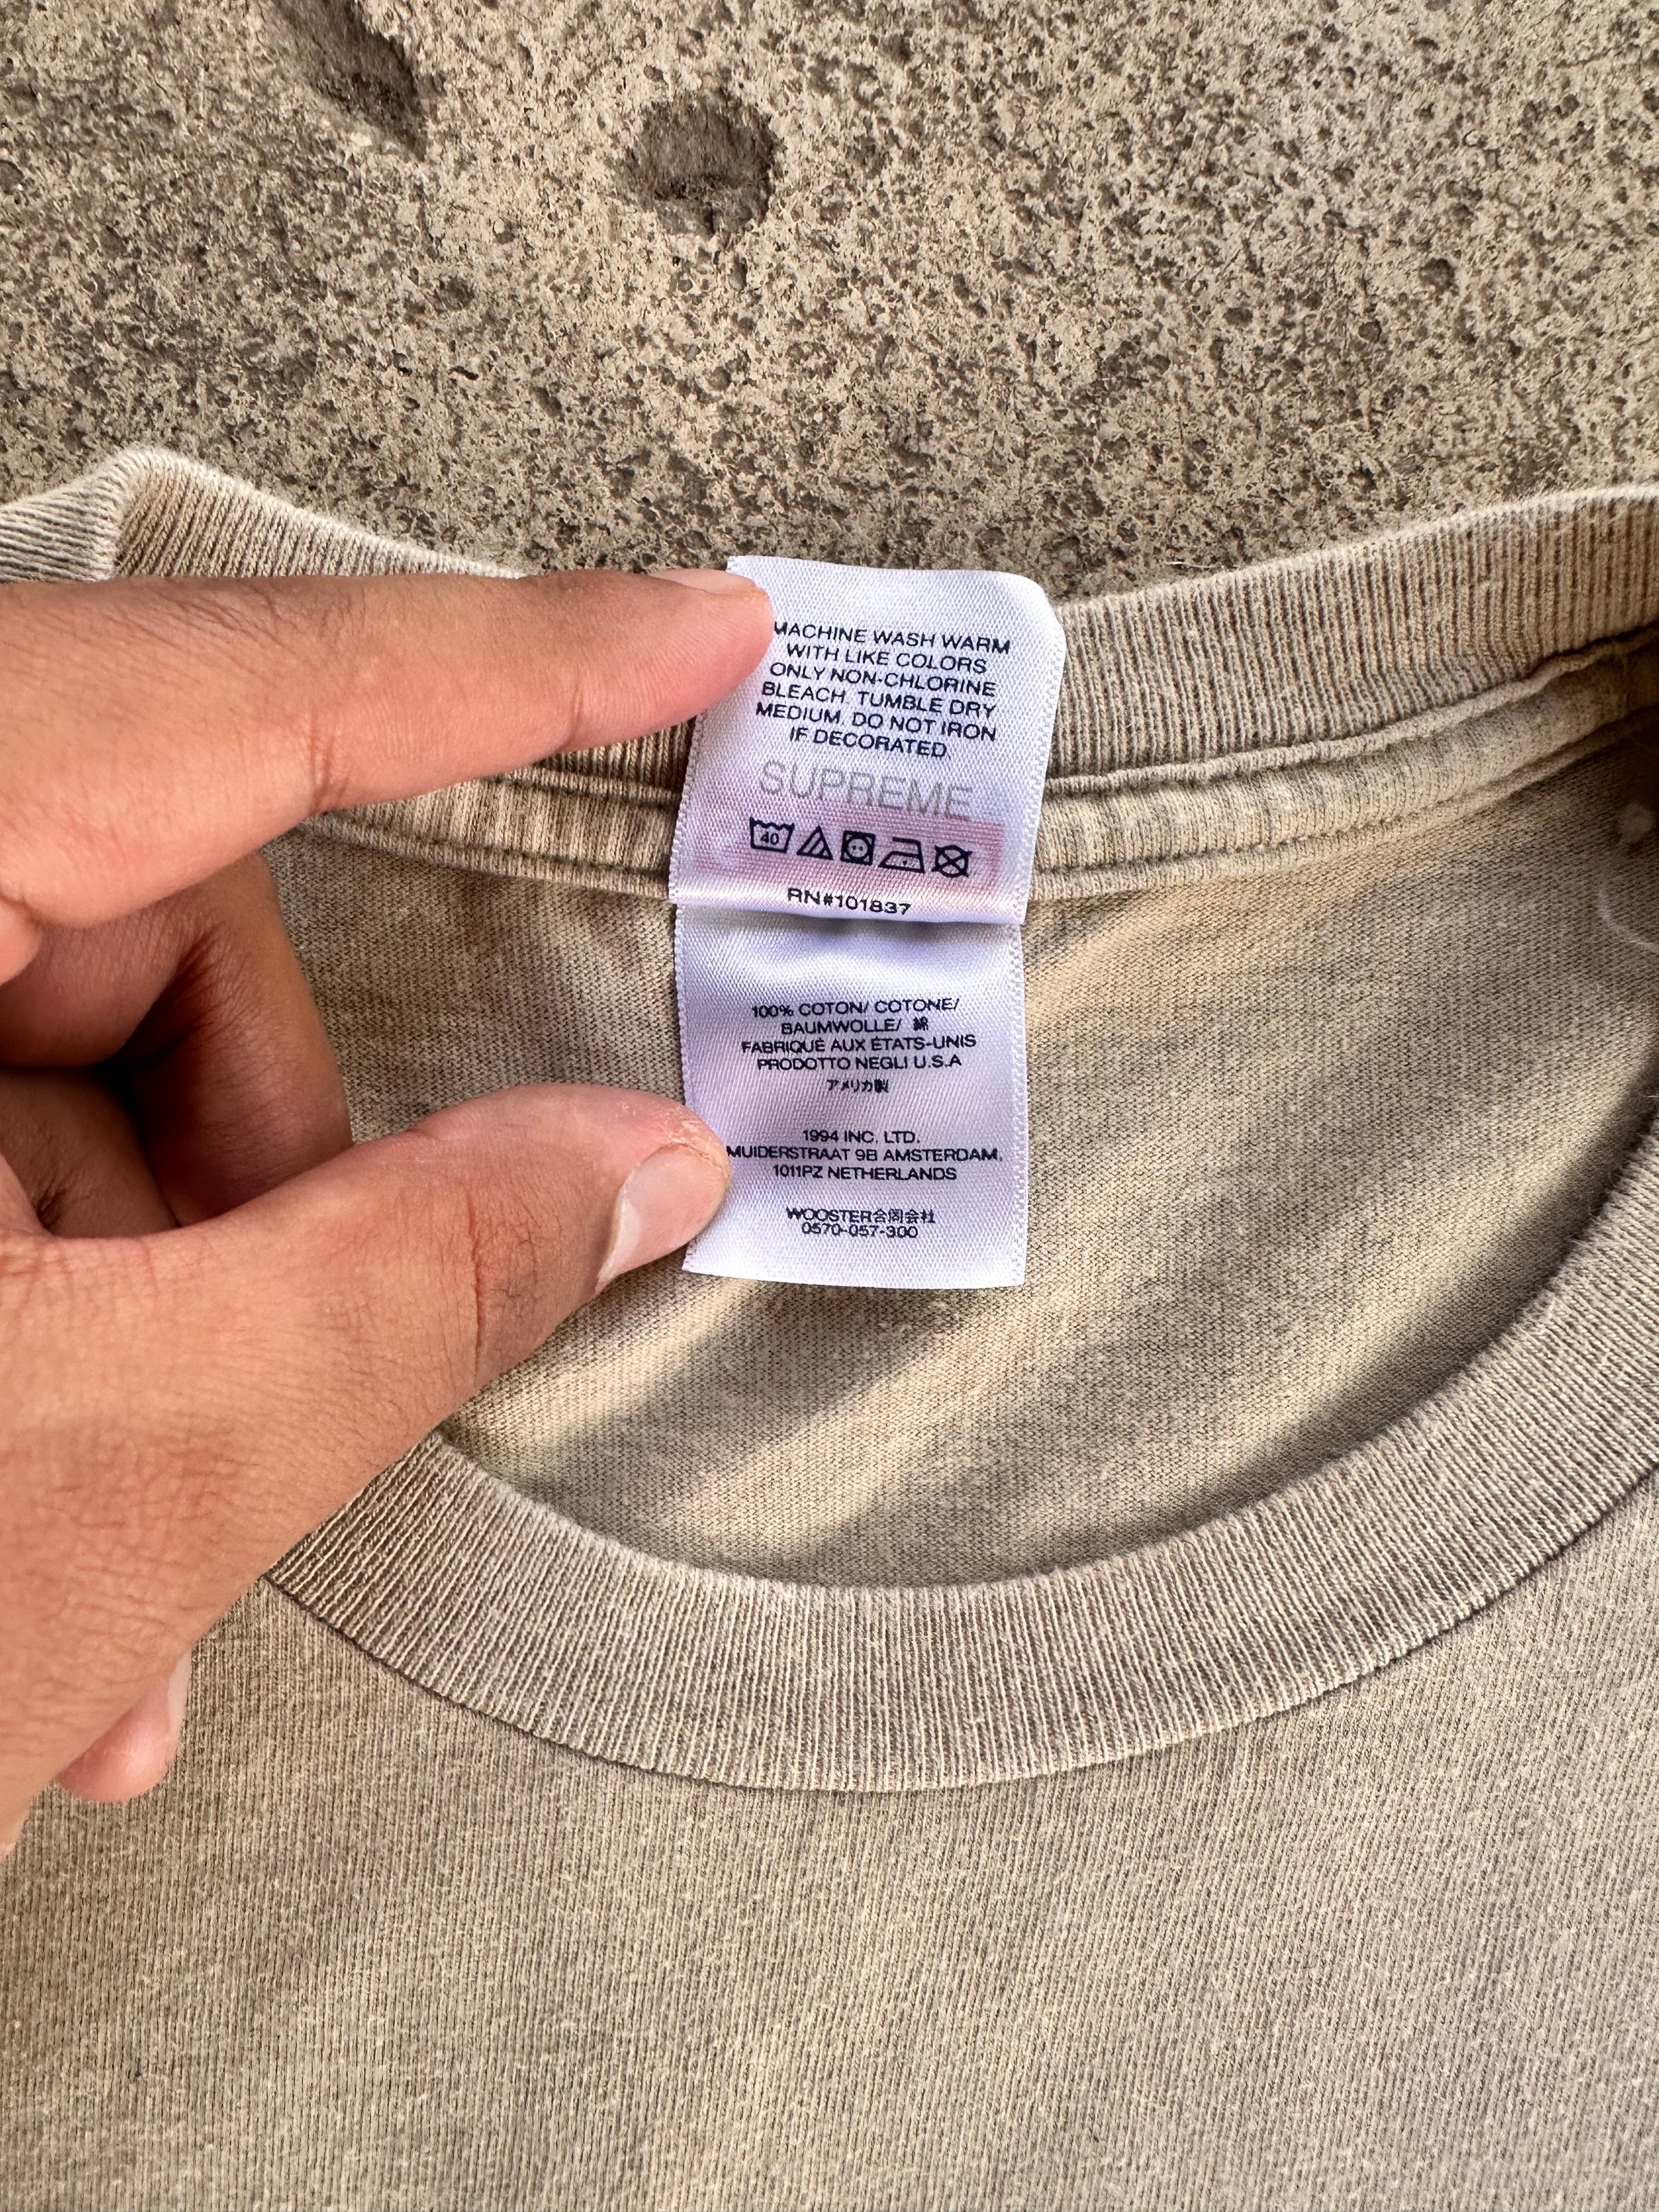 MACHINE WASH WARM
WITH LIKE COLORS
ONLY NON-CHLORINE
BLEACH, TUMBLE DRY
MEDIUM, DO NOT IRON
IF DECORATED
SUPREME
40
RN#101837
100% COTON/ COTONE/
BAUMWOLLE/ 綿
FABRIQUÉ AUX ÉTATS-UNIS
PRODOTTO NEGLI U.S.A
アメリカ製
1994 INC. LTD.
MUIDERSTRAAT 9B AMSTERDAM,
1011PZ NETHERLANDS
WOOSTER合同会社
0570-057-300